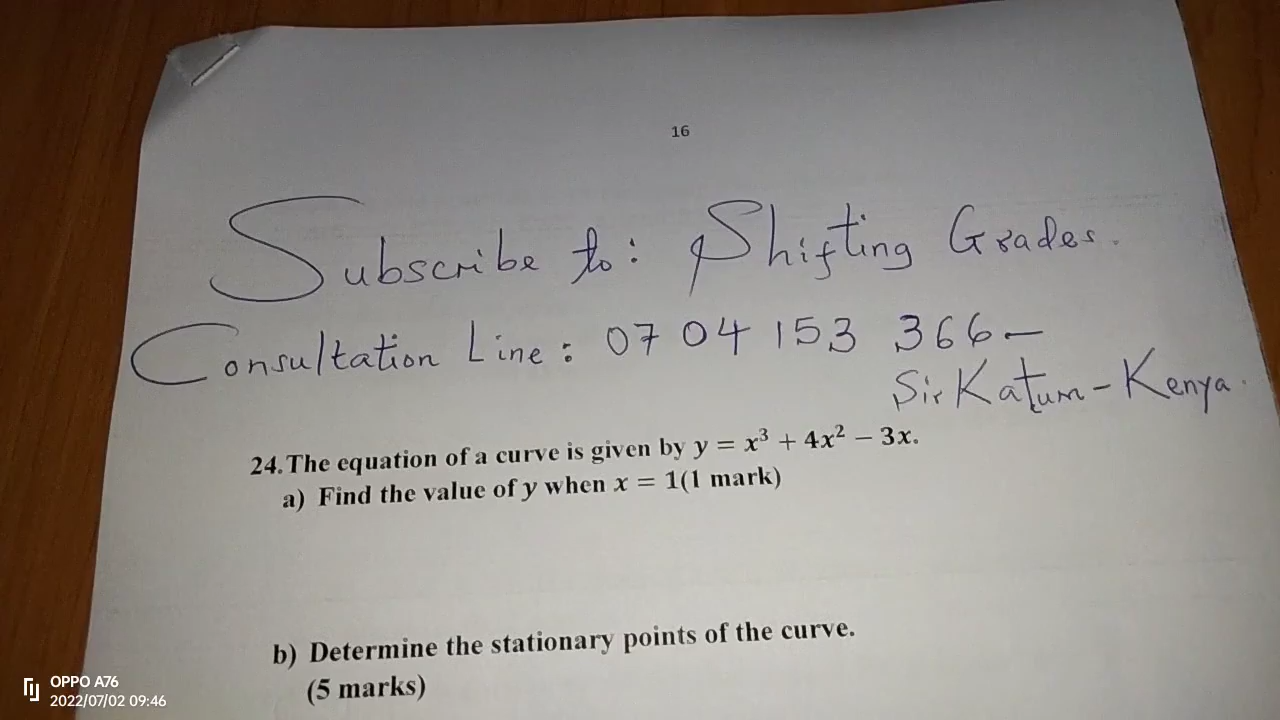 16
Subscribe to: Shifting Grades.
Consultation Line: 0704 153 366 –
Sir Katum – Kenya.
24. The equation of a curve is given by y = x³ + 4x² − 3x.
a) Find the value of y when x = 1(1 mark)
b) Determine the stationary points of the curve.
(5 marks)
OPPO A76
2022/07/02 09:46